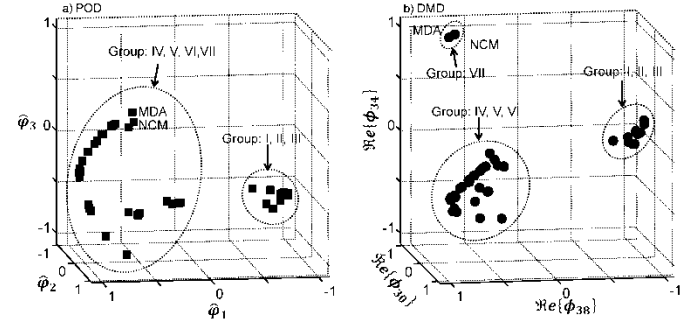 a) POD
1
Group: IV, V, VI,VII
MDA
NCM
φ̂₃ 0
Group: I, II, III
-1
-1
0
φ̂₂ 1
1
0
-1
φ̂₁
b) DMD
1
MDA
NCM
Group: VII
Group: I, II, III
Group: IV, V, VI
ℜe{ϕ₃₄}
0
-1
-1
0
ℜe{ϕ₃₀}
1
1
0
-1
ℜe{ϕ₃₈}